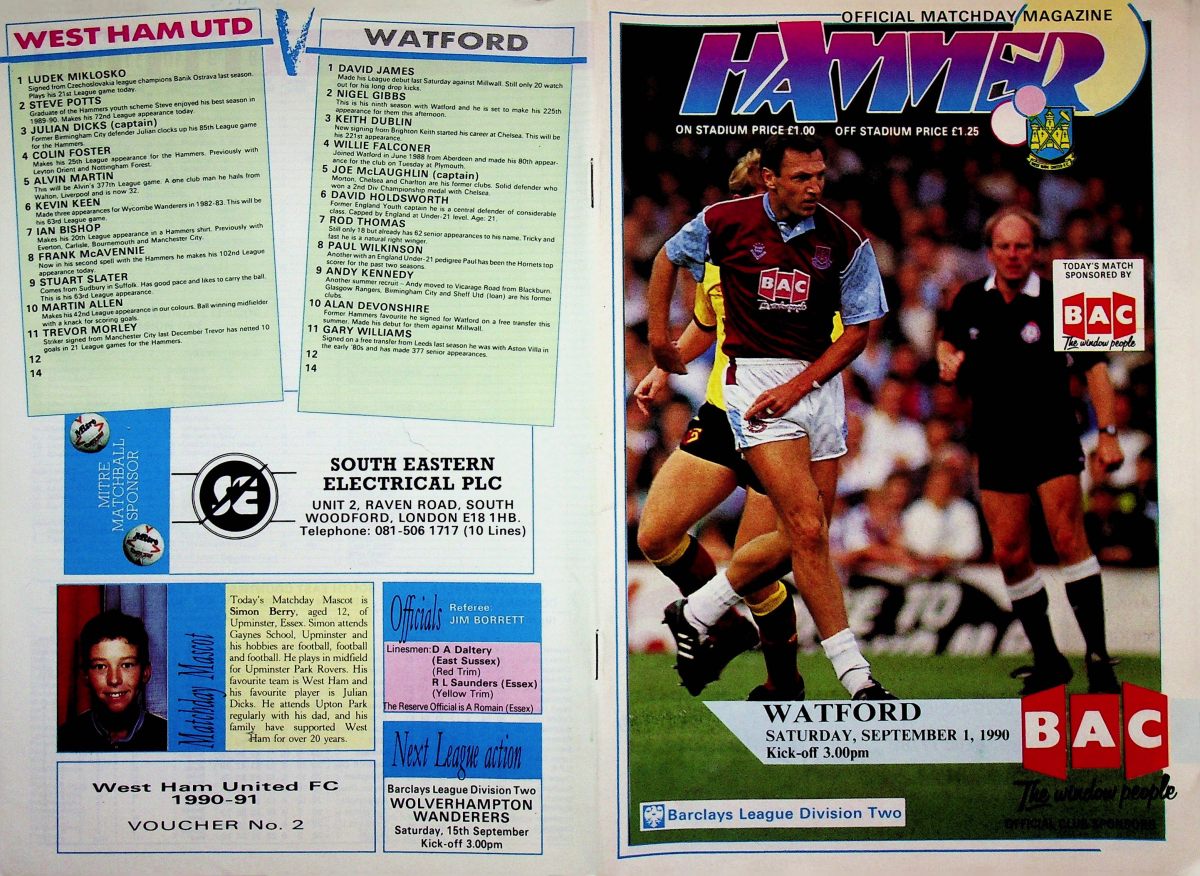 WEST HAM UTD
V
WATFORD
1 LUDEK MIKLOSKO
Signed from Czechoslovakia league champions Banik Ostrava last season.
Plays his 21st League game today.
2 STEVE POTTS
Graduate of the Hammers youth scheme Steve enjoyed his best season in
1989-90. Makes his 72nd League appearance today.
3 JULIAN DICKS (captain)
Former Birmingham City defender Julian clocks up his 85th League game
for the Hammers.
4 COLIN FOSTER
Makes his 25th League appearance for the Hammers. Previously with
Leyton Orient and Nottingham Forest.
5 ALVIN MARTIN
This will be Alvin's 377th League game. A one club man he hails from
Walton, Liverpool and is now 32.
6 KEVIN KEEN
Made three appearances for Wycombe Wanderers in 1982-83. This will be
his 63rd League game.
7 IAN BISHOP
Makes his 20th League appearance in a Hammers shirt. Previously with
Everton, Carlisle, Bournemouth and Manchester City.
8 FRANK McAVENNIE
Now in his second spell with the Hammers he makes his 102nd League
appearance today.
9 STUART SLATER
Comes from Sudbury in Suffolk. Has good pace and likes to carry the ball.
This is his 63rd League appearance.
10 MARTIN ALLEN
Makes his 42nd League appearance in our colours. Ball winning midfielder
with a knack for scoring goals.
11 TREVOR MORLEY
Striker signed from Manchester City last December Trevor has netted 10
goals in 21 League games for the Hammers.
12
14
1 DAVID JAMES
Made his League debut last Saturday against Millwall. Still only 20 watch
out for his long drop kicks.
2 NIGEL GIBBS
This is his ninth season with Watford and he is set to make his 225th
appearance for them this afternoon.
3 KEITH DUBLIN
New signing from Brighton Keith started his career at Chelsea. This will be
his 221st appearance.
4 WILLIE FALCONER
Joined Watford in June 1988 from Aberdeen and made his 80th appear-
ance for the club on Tuesday at Plymouth.
5 JOE McLAUGHLIN (captain)
Morton, Chelsea and Charlton are his former clubs. Solid defender who
won a 2nd Div Championship medal with Chelsea.
6 DAVID HOLDSWORTH
Former England Youth captain he is a central defender of considerable
class. Capped by England at Under-21 level. Age: 21.
7 ROD THOMAS
Still only 18 but already has 62 senior appearances to his name. Tricky and
fast he is a natural right winger.
8 PAUL WILKINSON
Another with an England Under-21 pedigree Paul has been the Hornets top
scorer for the past two seasons.
9 ANDY KENNEDY
Another summer recruit - Andy moved to Vicarage Road from Blackburn.
Glasgow Rangers, Birmingham City and Sheff Utd (loan) are his former
clubs.
10 ALAN DEVONSHIRE
Former Hammers favourite he signed for Watford on a free transfer this
summer. Made his debut for them against Millwall.
11 GARY WILLIAMS
Signed on a free transfer from Leeds last season he was with Aston Villa in
the early '80s and has made 377 senior appearances.
12
14
MITRE
MATCHBALL
SPONSOR
SOUTH EASTERN
ELECTRICAL PLC
UNIT 2, RAVEN ROAD, SOUTH
WOODFORD, LONDON E18 1HB.
Telephone: 081-506 1717 (10 Lines)
Matchday Mascot
Today's Matchday Mascot is
Simon Berry, aged 12, of
Upminster, Essex. Simon attends
Gaynes School, Upminster and
his hobbies are football, football
and football. He plays in midfield
for Upminster Park Rovers. His
favourite team is West Ham and
his favourite player is Julian
Dicks. He attends Upton Park
regularly with his dad, and his
family have supported West
Ham for over 20 years.
Officials
Referee:
JIM BORRETT
Linesmen: D A Daltery
(East Sussex)
(Red Trim)
R L Saunders (Essex)
(Yellow Trim)
The Reserve Official is A Romain (Essex)
Next League action
Barclays League Division Two
WOLVERHAMPTON
WANDERERS
Saturday, 15th September
Kick-off 3.00pm
West Ham United FC
1990-91
VOUCHER No. 2
OFFICIAL MATCHDAY MAGAZINE
HAMMER
ON STADIUM PRICE £1.00 OFF STADIUM PRICE £1.25
TODAY'S MATCH
SPONSORED BY
BAC
The window people
BAC
The window people
WATFORD
SATURDAY, SEPTEMBER 1, 1990
Kick-off 3.00pm
BAC
The window people
OFFICIAL CLUB SPONSORS
Barclays League Division Two